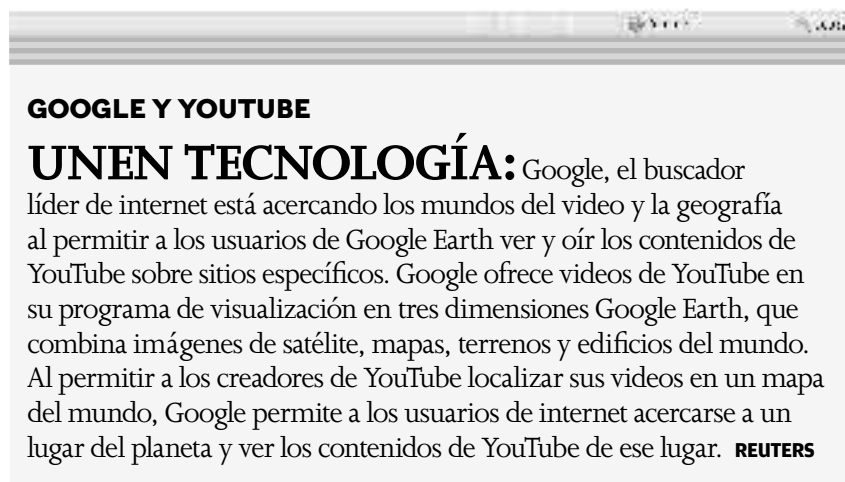 GOOGLE Y YOUTUBE
UNEN TECNOLOGÍA: Google, el buscador
líder de internet está acercando los mundos del video y la geografía
al permitir a los usuarios de Google Earth ver y oír los contenidos de
YouTube sobre sitios específicos. Google ofrece videos de YouTube en
su programa de visualización en tres dimensiones Google Earth, que
combina imágenes de satélite, mapas, terrenos y edificios del mundo.
Al permitir a los creadores de YouTube localizar sus videos en un mapa
del mundo, Google permite a los usuarios de internet acercarse a un
lugar del planeta y ver los contenidos de YouTube de ese lugar. REUTERS